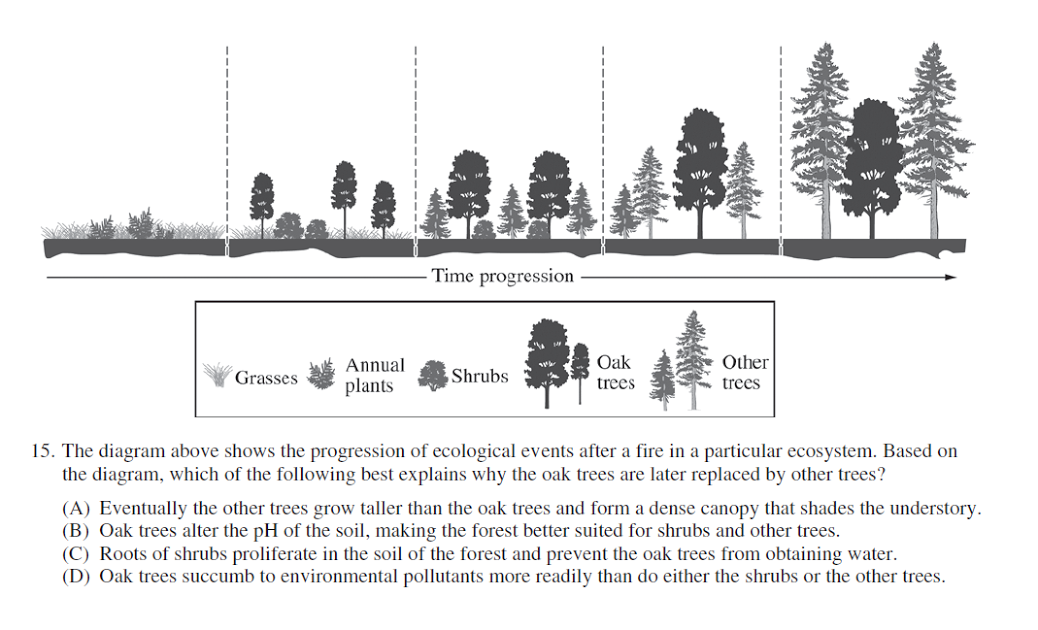 Time progression
Grasses
Annual
plants
Shrubs
Oak
trees
Other
trees
15. The diagram above shows the progression of ecological events after a fire in a particular ecosystem. Based on
the diagram, which of the following best explains why the oak trees are later replaced by other trees?
(A) Eventually the other trees grow taller than the oak trees and form a dense canopy that shades the understory.
(B) Oak trees alter the pH of the soil, making the forest better suited for shrubs and other trees.
(C) Roots of shrubs proliferate in the soil of the forest and prevent the oak trees from obtaining water.
(D) Oak trees succumb to environmental pollutants more readily than do either the shrubs or the other trees.